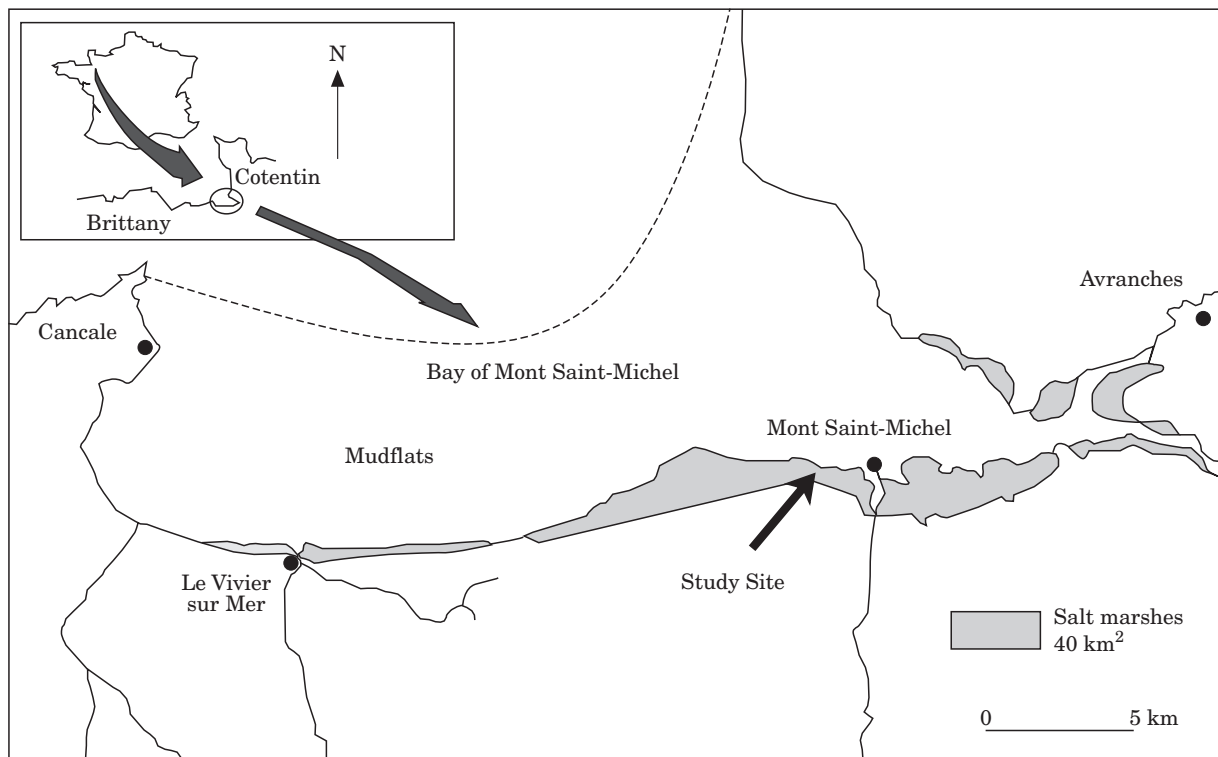 N
Cotentin
Brittany
Avranches
Cancale
Bay of Mont Saint-Michel
Mont Saint-Michel
Mudflats
Study Site
Le Vivier
sur Mer
Salt marshes
40 km²
0 5 km